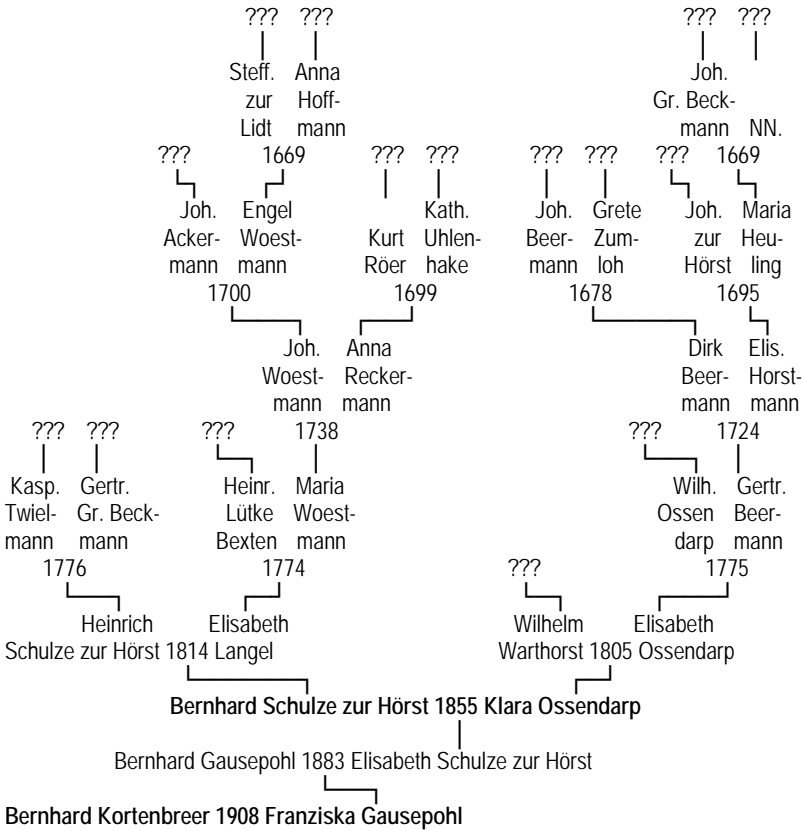 ??? ??? ??? ???
Steff. Anna Joh.
zur Hoff- Gr. Beck-
Lidt mann mann NN.
??? 1669 ??? ??? ??? ??? ??? 1669
Joh. Engel Kath. Joh. Grete Joh. Maria
Acker- Woest- Kurt Uhlen- Beer- Zum- zur Heu-
mann mann Röer hake mann loh Hörst ling
1700 1699 1678 1695
Joh. Anna Dirk Elis.
Woest- Recker- Beer- Horst-
mann mann mann mann
??? ??? ??? 1738 ??? 1724
Kasp. Gertr. Heinr. Maria Wilh. Gertr.
Twiel- Gr. Beck- Lütke Woest- Ossen Beer-
mann mann Bexten mann darp mann
1776 1774 ??? 1775
Heinrich Elisabeth Wilhelm Elisabeth
Schulze zur Hörst 1814 Langel Warthorst 1805 Ossendarp
Bernhard Schulze zur Hörst 1855 Klara Ossendarp
Bernhard Gausepohl 1883 Elisabeth Schulze zur Hörst
Bernhard Kortenbreer 1908 Franziska Gausepohl